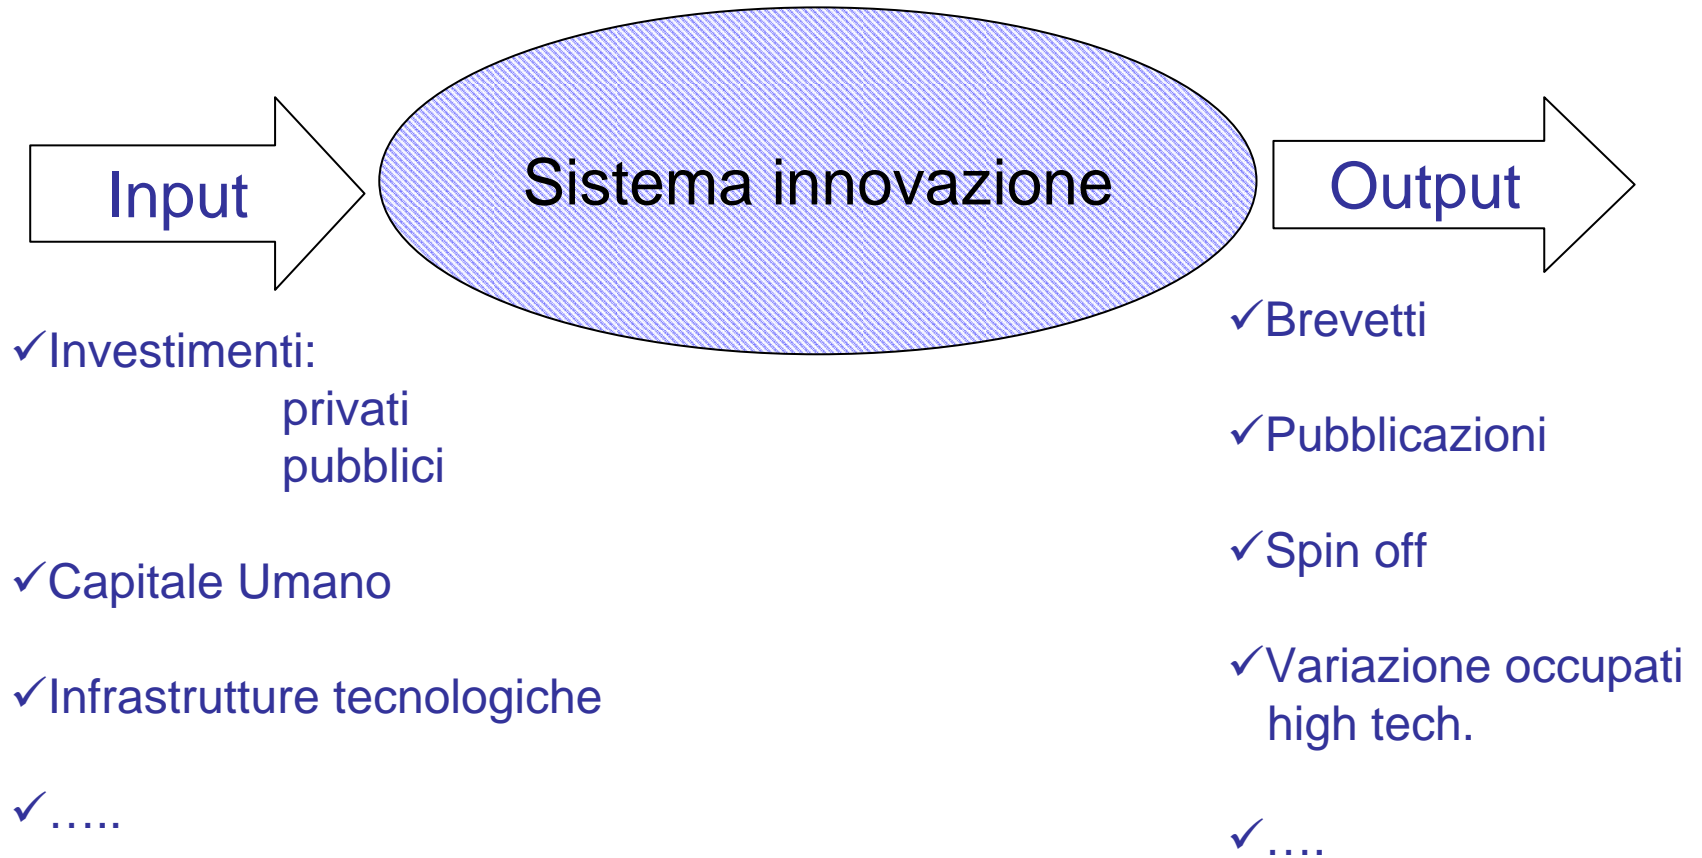 Input
Sistema innovazione
Output
✓Investimenti:
privati
pubblici
✓Capitale Umano
✓Infrastrutture tecnologiche
✓…..
✓Brevetti
✓Pubblicazioni
✓Spin off
✓Variazione occupati
high tech.
✓….